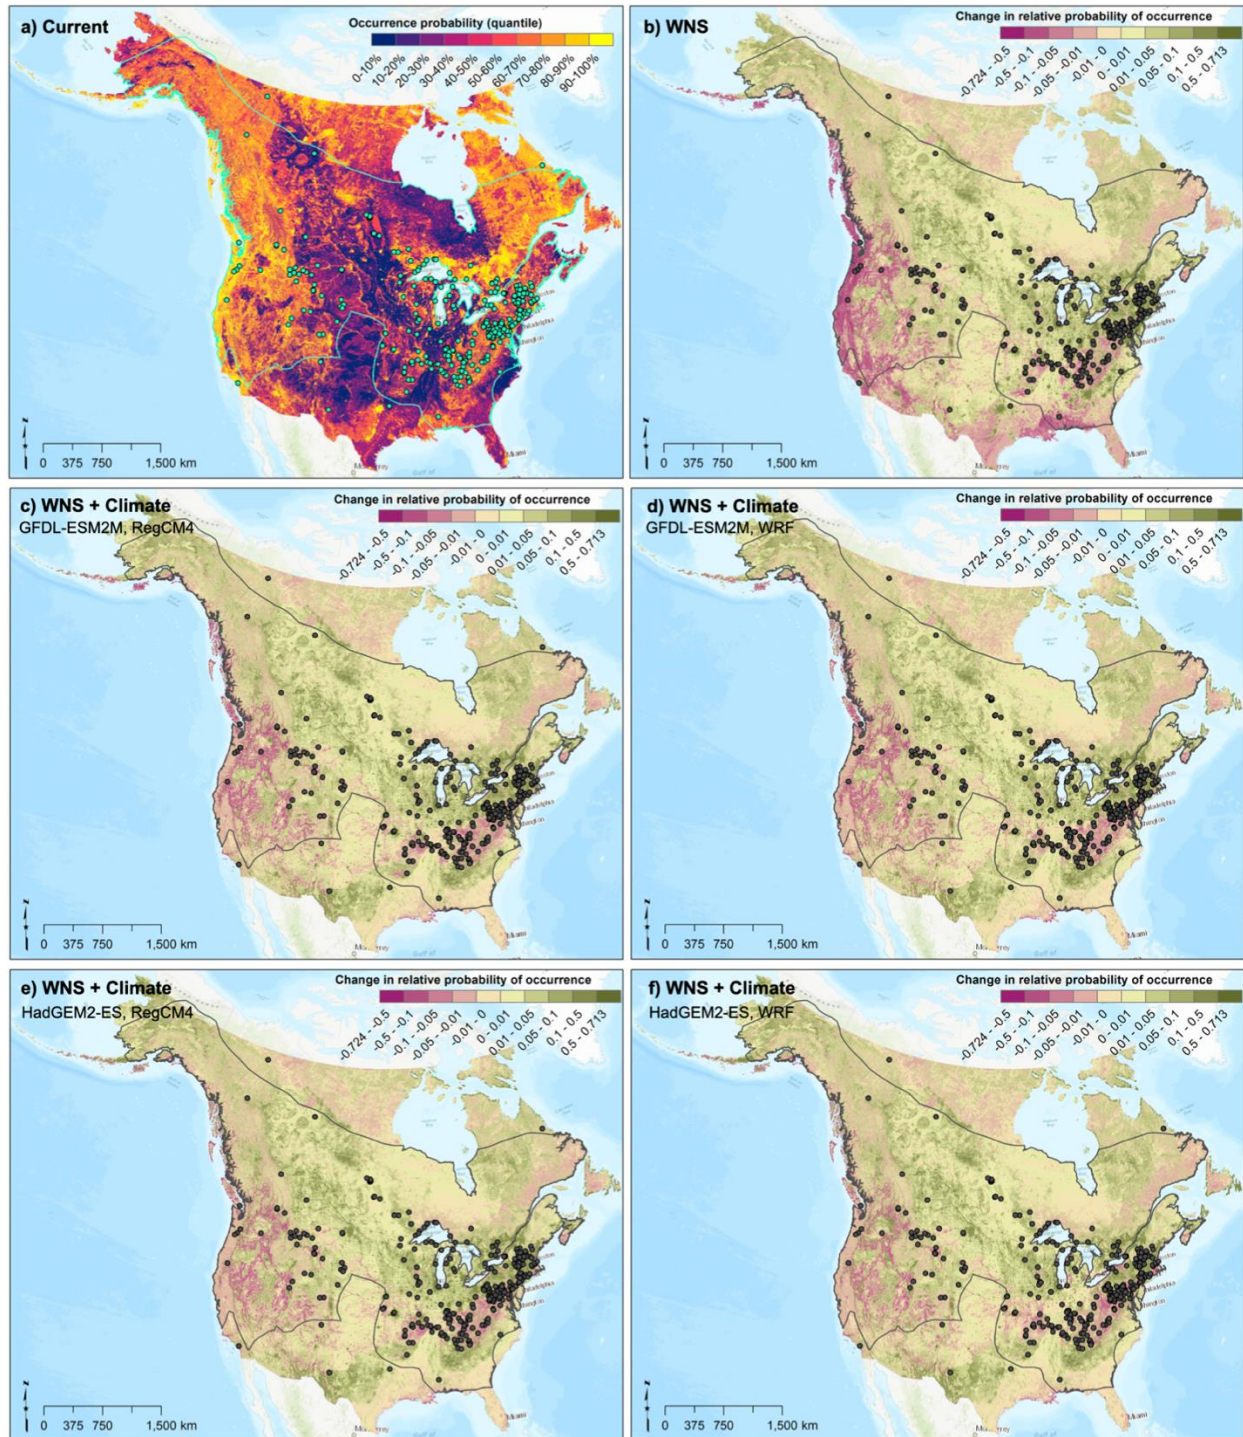 a) Current
Occurrence probability (quantile)
0-10%
10-20%
20-30%
30-40%
40-50%
50-60%
60-70%
70-80%
80-90%
90-100%
Philadelphia
Miami
Gulf of
0 375 750 1,500 km
b) WNS
Change in relative probability of occurrence
-0.724 - -0.5
-0.5 - -0.1
-0.1 - -0.05
-0.05 - -0.01
-0.01 - 0
0 - 0.01
0.01 - 0.05
0.05 - 0.1
0.1 - 0.5
0.5 - 0.713
Philadelphia
Miami
Gulf of
0 375 750 1,500 km
c) WNS + Climate
GFDL-ESM2M, RegCM4
Change in relative probability of occurrence
-0.724 - -0.5
-0.5 - -0.1
-0.1 - -0.05
-0.05 - -0.01
-0.01 - 0
0 - 0.01
0.01 - 0.05
0.05 - 0.1
0.1 - 0.5
0.5 - 0.713
Miami
0 375 750 1,500 km
d) WNS + Climate
GFDL-ESM2M, WRF
Change in relative probability of occurrence
-0.724 - -0.5
-0.5 - -0.1
-0.1 - -0.05
-0.05 - -0.01
-0.01 - 0
0 - 0.01
0.01 - 0.05
0.05 - 0.1
0.1 - 0.5
0.5 - 0.713
Miami
0 375 750 1,500 km
e) WNS + Climate
HadGEM2-ES, RegCM4
Change in relative probability of occurrence
-0.724 - -0.5
-0.5 - -0.1
-0.1 - -0.05
-0.05 - -0.01
-0.01 - 0
0 - 0.01
0.01 - 0.05
0.05 - 0.1
0.1 - 0.5
0.5 - 0.713
Miami
0 375 750 1,500 km
f) WNS + Climate
HadGEM2-ES, WRF
Change in relative probability of occurrence
-0.724 - -0.5
-0.5 - -0.1
-0.1 - -0.05
-0.05 - -0.01
-0.01 - 0
0 - 0.01
0.01 - 0.05
0.05 - 0.1
0.1 - 0.5
0.5 - 0.713
Miami
0 375 750 1,500 km